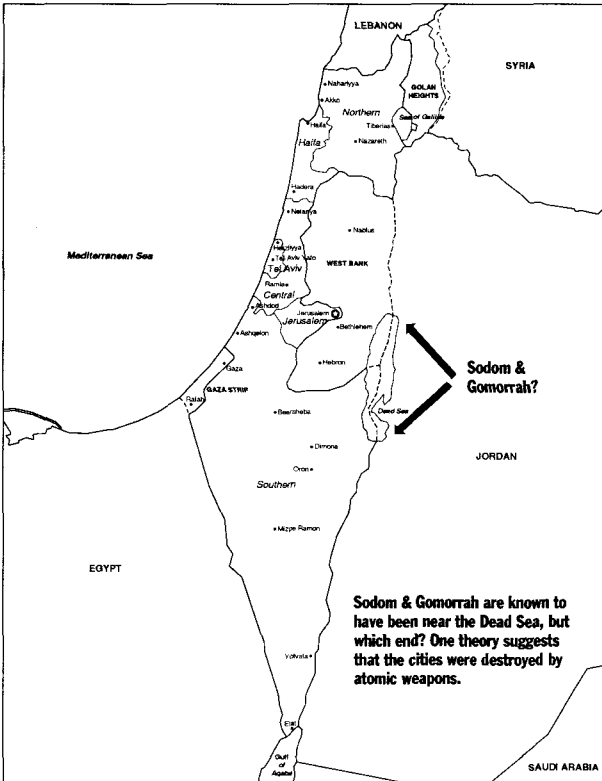 LEBANON
SYRIA
Nahariyya
GOLAN
HEIGHTS
Akko
Northern
Sea of Galilee
Haifa
Tiberias
Haifa
Nazareth
Hadera
Netanya
Nablus
Mediterranean Sea
Herzliyya
Tel Aviv Yafo
WEST BANK
Tel Aviv
Ramle
Central
Ashdod
Jerusalem
Jerusalem
Bethlehem
Ashqelon
Sodom &
Gomorrah?
Hebron
Gaza
GAZA STRIP
Rafah
Dead Sea
Beersheba
Dimona
JORDAN
Oron
Southern
Mizpe Ramon
EGYPT
Sodom & Gomorrah are known to
have been near the Dead Sea, but
which end? One theory suggests
that the cities were destroyed by
atomic weapons.
Yotvata
Elat
Gulf
of
Aqaba
SAUDI ARABIA